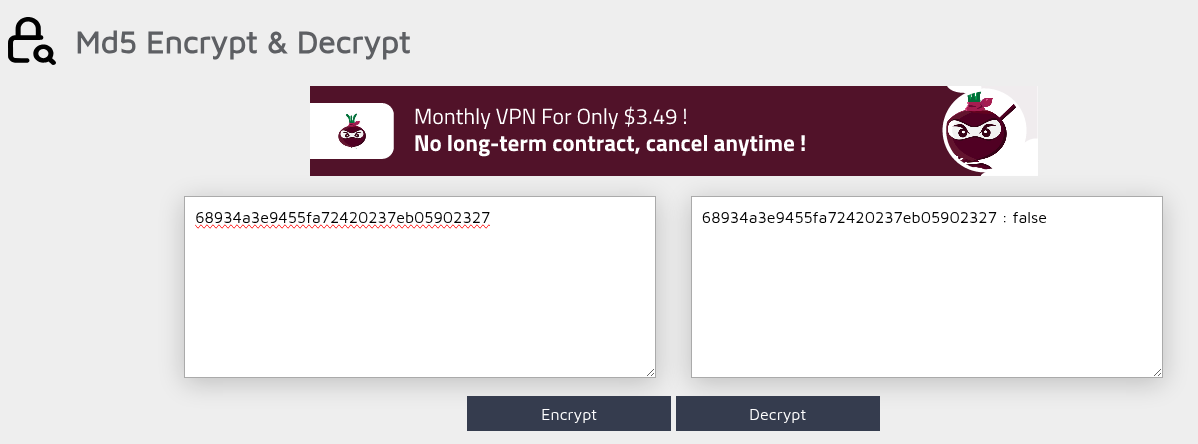 Md5 Encrypt & Decrypt
Monthly VPN For Only $3.49 !
No long-term contract, cancel anytime !
68934a3e9455fa72420237eb05902327
68934a3e9455fa72420237eb05902327 : false
Encrypt
Decrypt